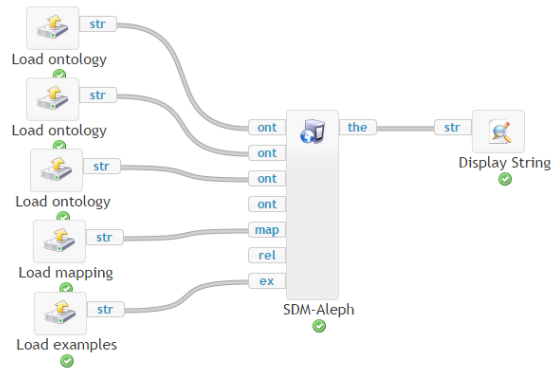 str
Load ontology
str
Load ontology
str
Load ontology
str
Load mapping
str
Load examples
ont
ont
ont
ont
map
rel
ex
the
SDM-Aleph
str
Display String